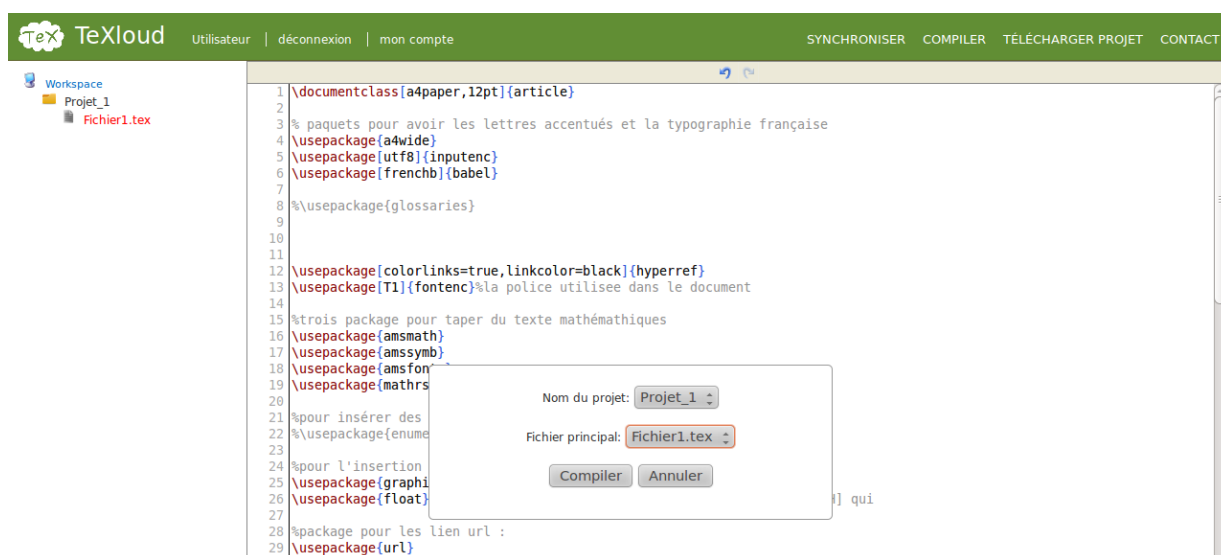 TeX TeXloud Utilisateur | déconnexion | mon compte SYNCHRONISER COMPILER TÉLÉCHARGER PROJET CONTACT
Workspace
Projet_1
Fichier1.tex
1 \documentclass[a4paper,12pt]{article}
2
3 % paquets pour avoir les lettres accentués et la typographie française
4 \usepackage{a4wide}
5 \usepackage[utf8]{inputenc}
6 \usepackage[frenchb]{babel}
7
8 %\usepackage{glossaries}
9
10
11
12 \usepackage[colorlinks=true,linkcolor=black]{hyperref}
13 \usepackage[T1]{fontenc}%la police utilisee dans le document
14
15 %trois package pour taper du texte mathémathiques
16 \usepackage{amsmath}
17 \usepackage{amssymb}
18 \usepackage{amsfon
19 \usepackage{mathrs
20
21 %pour insérer des
22 %\usepackage{enume
23
24 %pour l'insertion
25 \usepackage{graphi
26 \usepackage{float} ] qui
27
28 %package pour les lien url :
29 \usepackage{url}
Nom du projet: Projet_1
Fichier principal: Fichier1.tex
Compiler Annuler